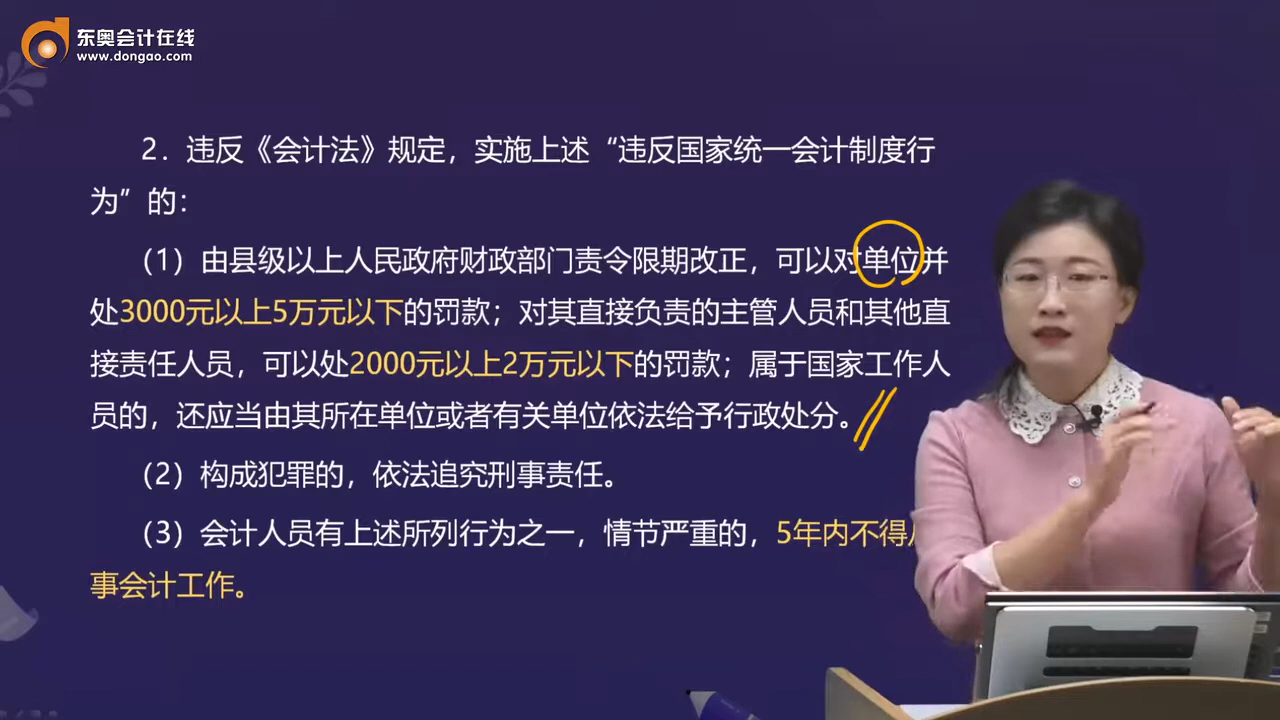 东奥会计在线
www.dongao.com
2．违反《会计法》规定，实施上述“违反国家统一会计制度行
为”的：
（1）由县级以上人民政府财政部门责令限期改正，可以对单位并
处3000元以上5万元以下的罚款；对其直接负责的主管人员和其他直
接责任人员，可以处2000元以上2万元以下的罚款；属于国家工作人
员的，还应当由其所在单位或者有关单位依法给予行政处分。
（2）构成犯罪的，依法追究刑事责任。
（3）会计人员有上述所列行为之一，情节严重的，5年内不得
事会计工作。